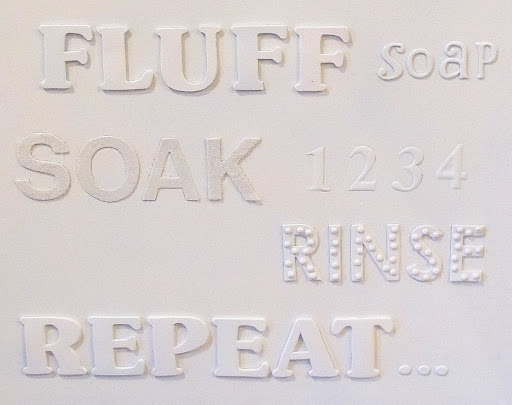 FLUFF soap
SOAK 1234
RINSE
REPEAT...